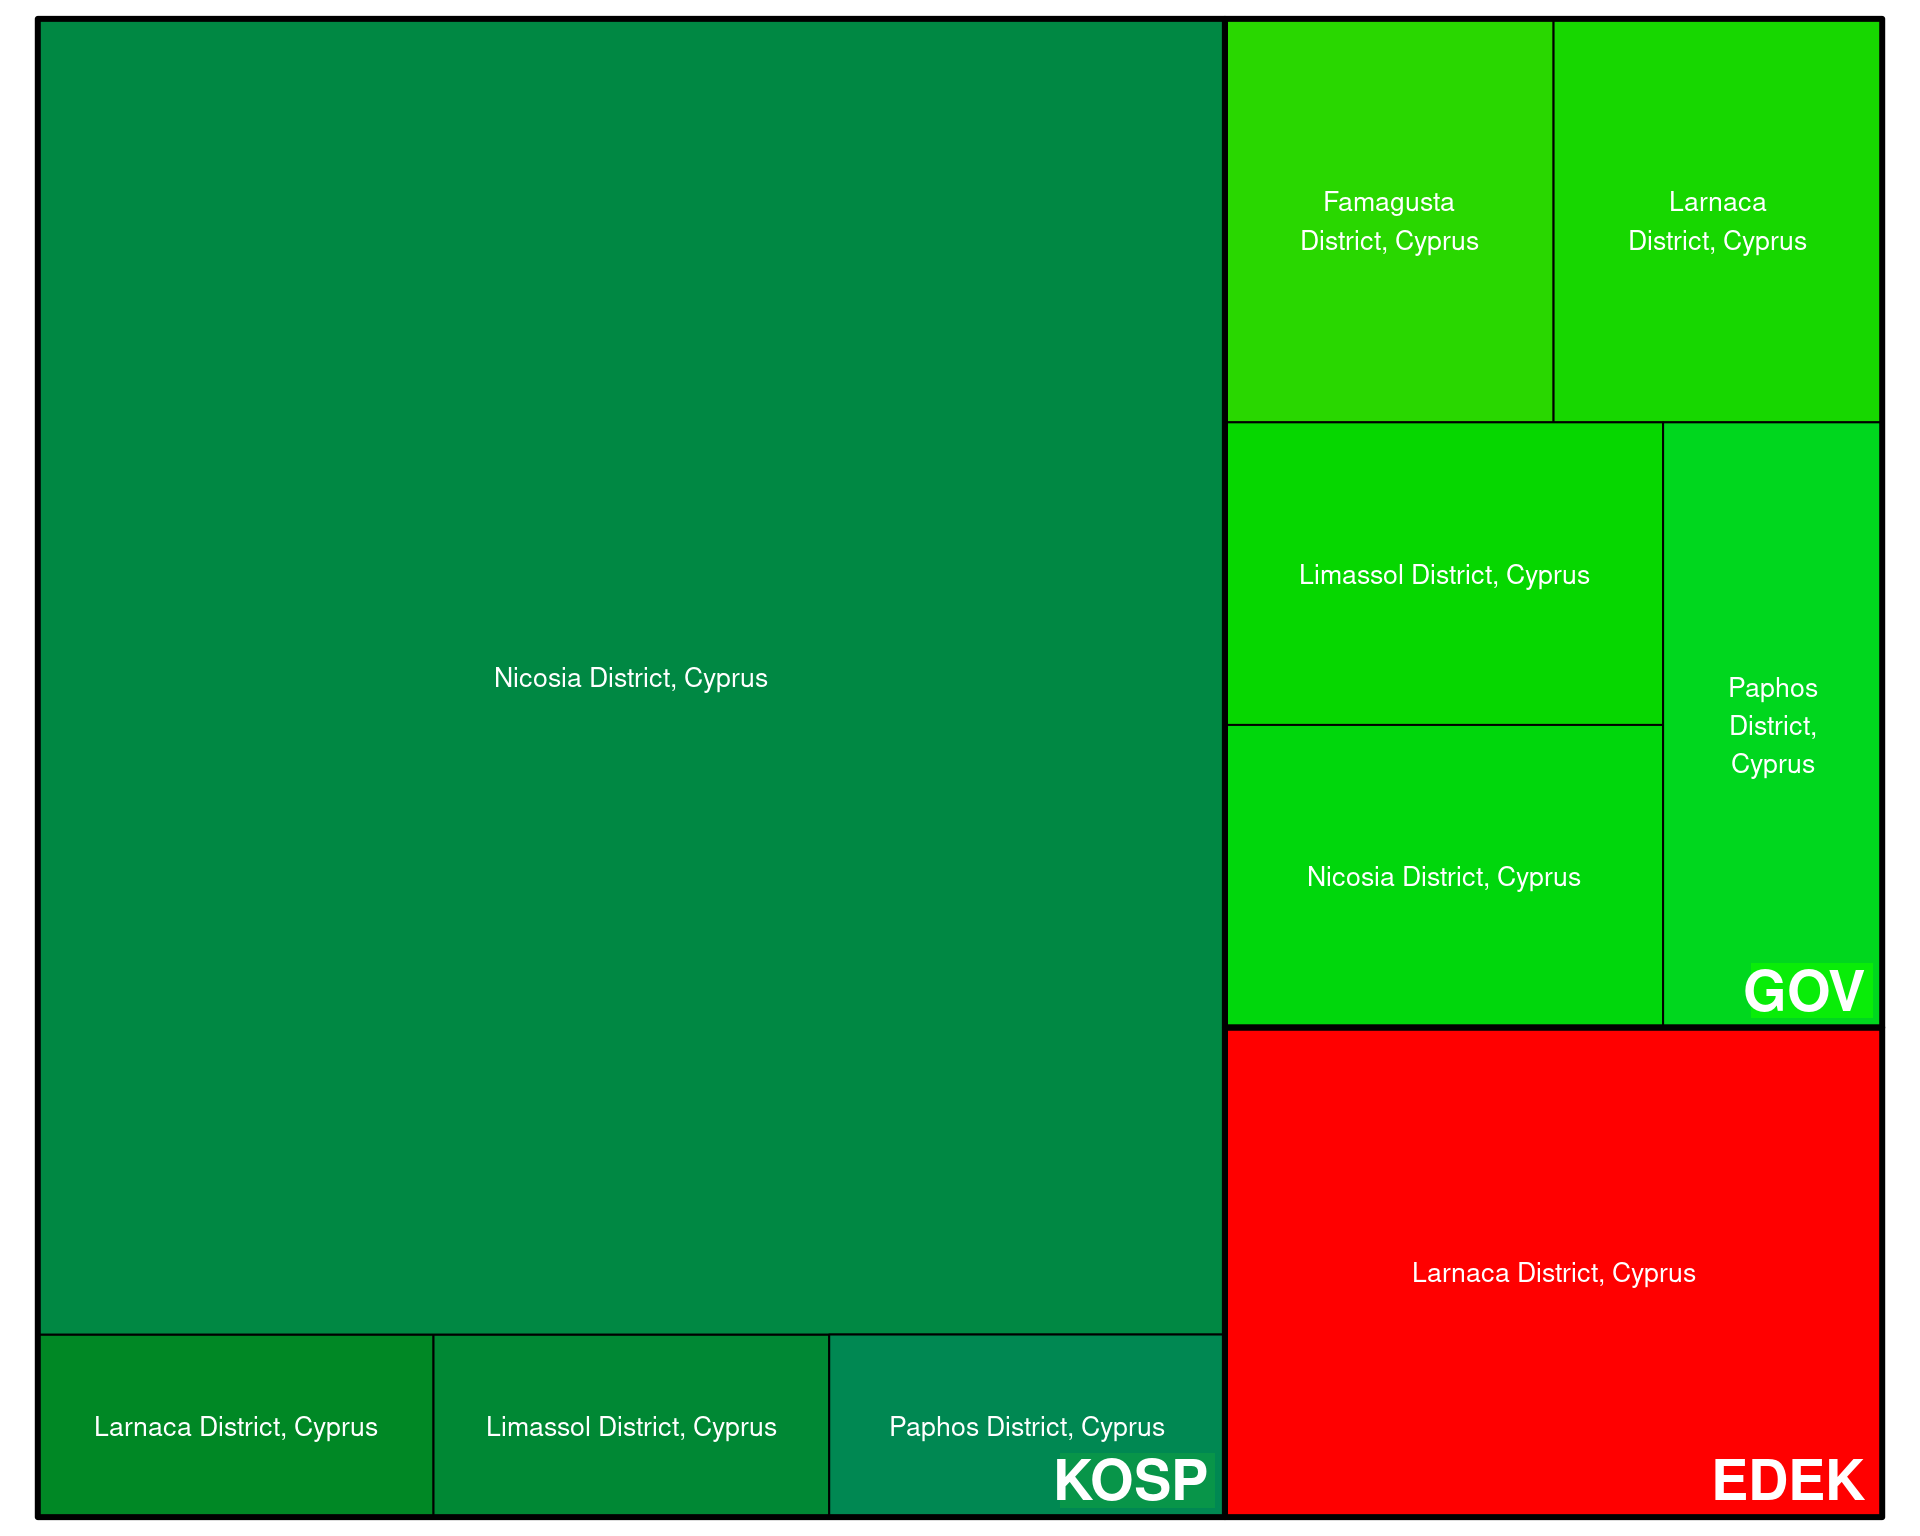 Nicosia District, Cyprus
Larnaca District, Cyprus
Limassol District, Cyprus
Paphos District, Cyprus
KOSP
Famagusta
District, Cyprus
Larnaca
District, Cyprus
Limassol District, Cyprus
Nicosia District, Cyprus
Paphos
District,
Cyprus
GOV
Larnaca District, Cyprus
EDEK